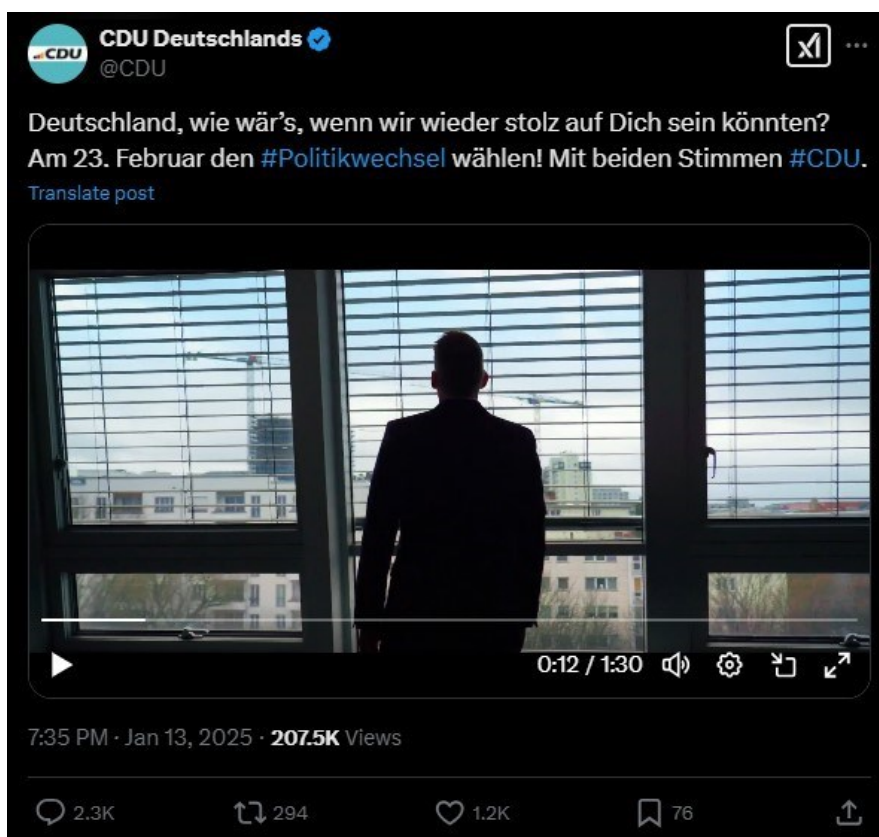 CDU Deutschlands
CDU
@CDU
Deutschland, wie wär’s, wenn wir wieder stolz auf Dich sein könnten?
Am 23. Februar den #Politikwechsel wählen! Mit beiden Stimmen #CDU.
Translate post
0:12 / 1:30
7:35 PM · Jan 13, 2025 · 207.5K Views
2.3K 294 1.2K 76